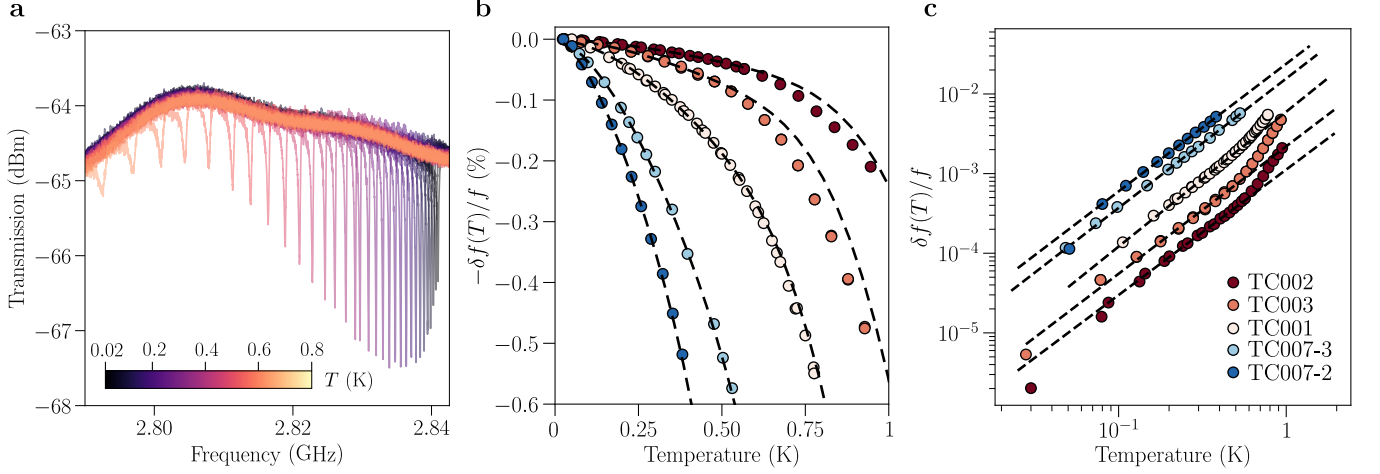 a
−63
−64
−65
−66
−67
−68
Transmission (dBm)
0.02 0.2 0.4 0.6 0.8
T (K)
2.80 2.82 2.84
Frequency (GHz)
b
0.0
−0.1
−0.2
−0.3
−0.4
−0.5
−0.6
−δf(T)/f (%)
0 0.25 0.50 0.75 1
Temperature (K)
c
10⁻²
10⁻³
10⁻⁴
10⁻⁵
δf(T)/f
TC002
TC003
TC001
TC007-3
TC007-2
10⁻¹ 1
Temperature (K)